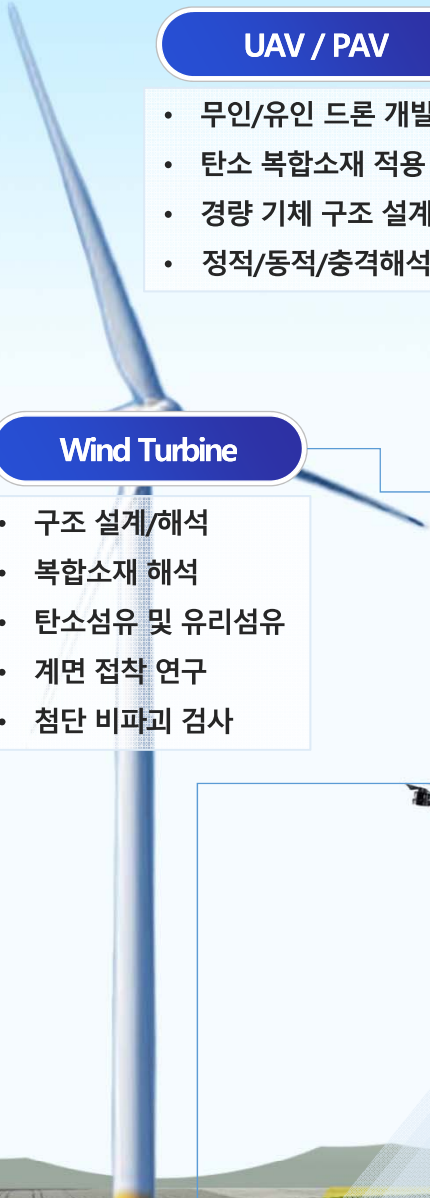 UAV / PAV
• 무인/유인 드론 개발
• 탄소 복합소재 적용
• 경량 기체 구조 설계
• 정적/동적/충격해석
Wind Turbine
• 구조 설계/해석
• 복합소재 해석
• 탄소섬유 및 유리섬유
• 계면 접착 연구
• 첨단 비파괴 검사